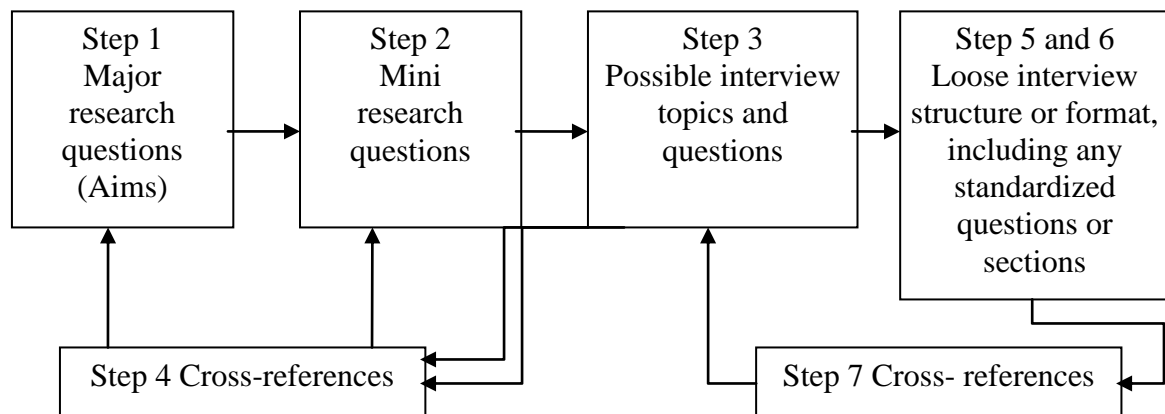 Step 1
Major
research
questions
(Aims)
Step 2
Mini
research
questions
Step 3
Possible interview
topics and
questions
Step 5 and 6
Loose interview
structure or format,
including any
standardized
questions or
sections
Step 4 Cross-references
Step 7 Cross- references